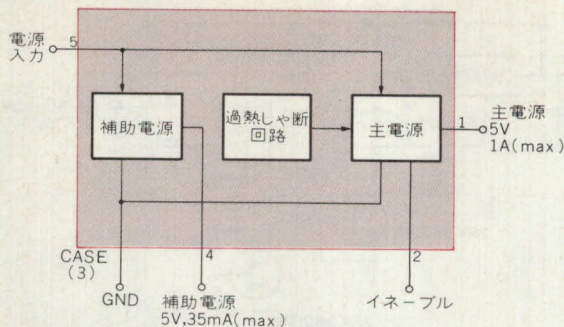 電源
入力
5
補助電源
過熱しゃ断
回路
主電源
1
主電源
5V
1A(max)
CASE
(3)
4
2
GND
補助電源
5V,35mA(max)
イネーブル